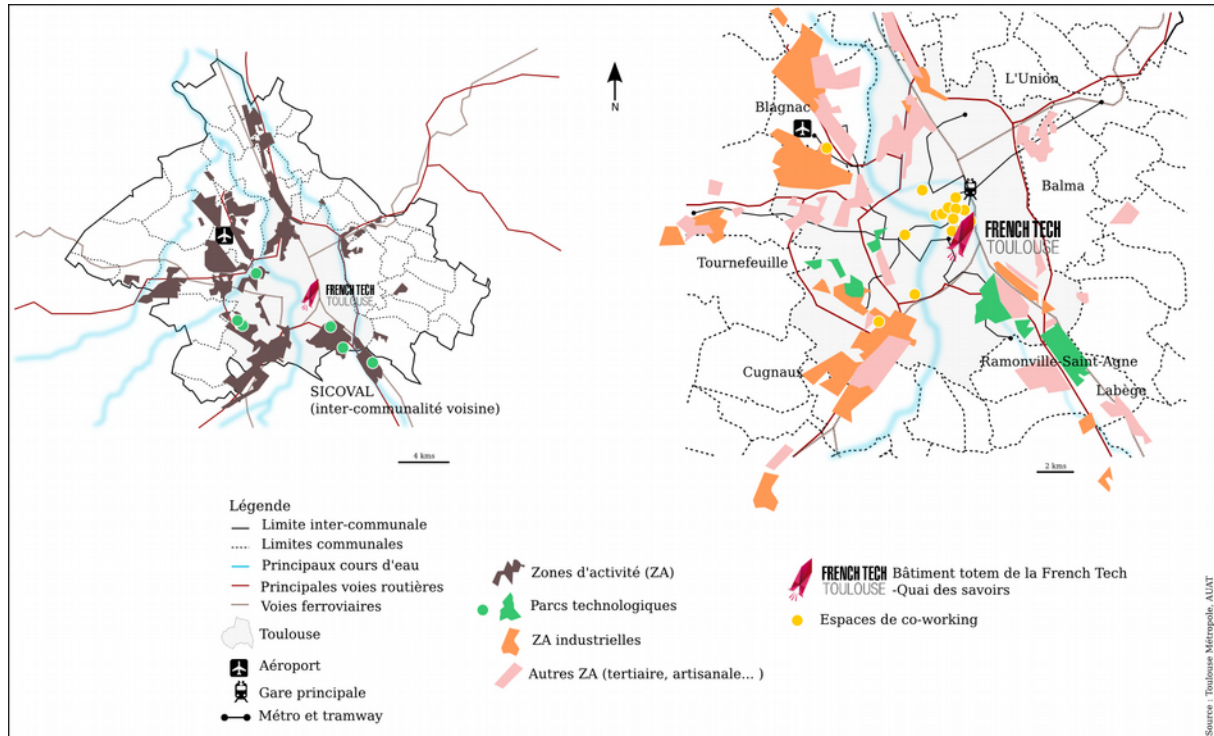 FRENCH TECH
TOULOUSE
SICOVAL
(inter-communalité voisine)
4 kms
N
L'Union
Blagnac
Balma
FRENCH TECH
TOULOUSE
Tournefeuille
Ramonville-Saint-Agne
Cugnaux
Labège
2 kms
Légende
Limite inter-communale
Limites communales
Principaux cours d'eau
Principales voies routières
Voies ferroviaires
Toulouse
Aéroport
Gare principale
Métro et tramway
Zones d'activité (ZA)
Parcs technologiques
ZA industrielles
Autres ZA (tertiaire, artisanale... )
FRENCH TECH
TOULOUSE
Bâtiment totem de la French Tech
-Quai des savoirs
Espaces de co-working
Source : Toulouse Métropole, AUAT